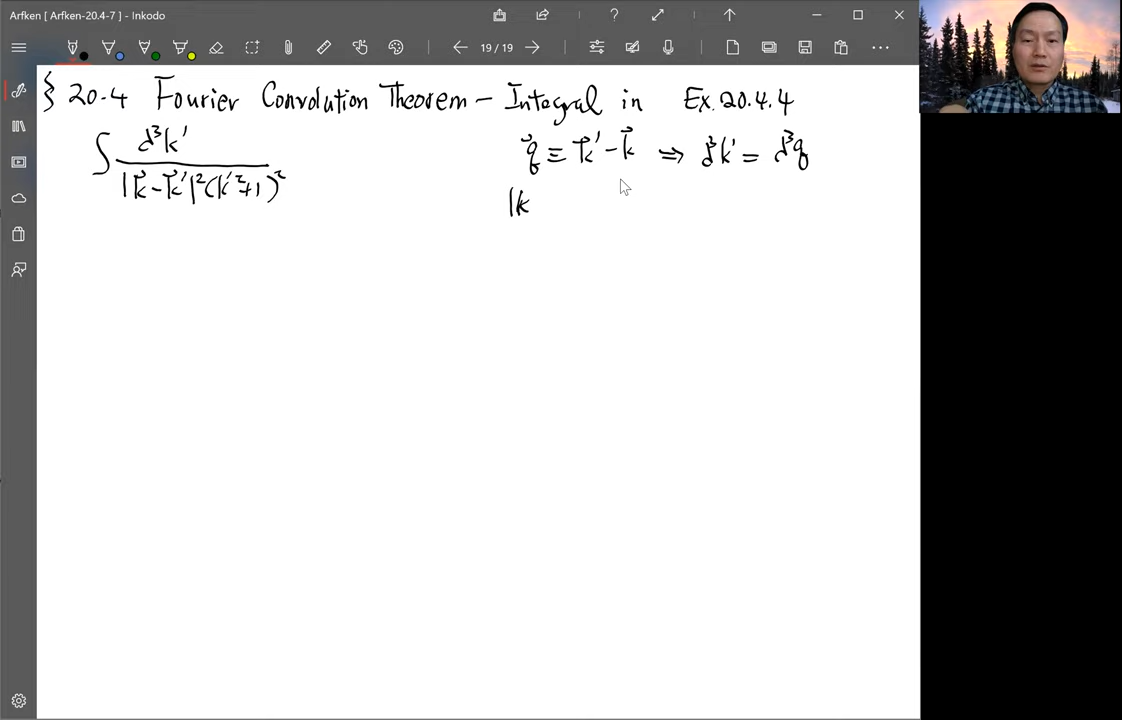 Arfken [ Arfken-20.4-7 ] - Inkodo
19 / 19
§ 20.4 Fourier Convolution Theorem - Integral in Ex. 20.4.4
∫ d³k' / |k⃗-k⃗'|²(k'²+1)²
q⃗ ≡ k⃗' - k⃗ ⇒ d³k' = d³q
|k